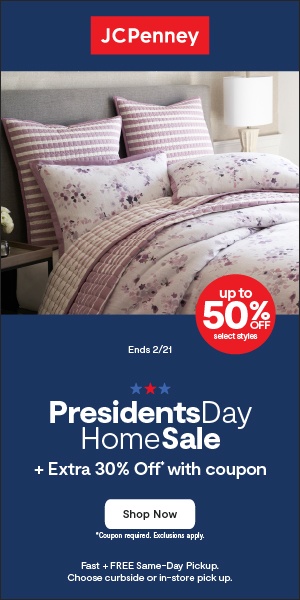 JCPenney
up to
50%
OFF
select styles
Ends 2/21
PresidentsDay
HomeSale
+ Extra 30% Off* with coupon
Shop Now
*Coupon required. Exclusions apply.
Fast + FREE Same-Day Pickup.
Choose curbside or in-store pick up.